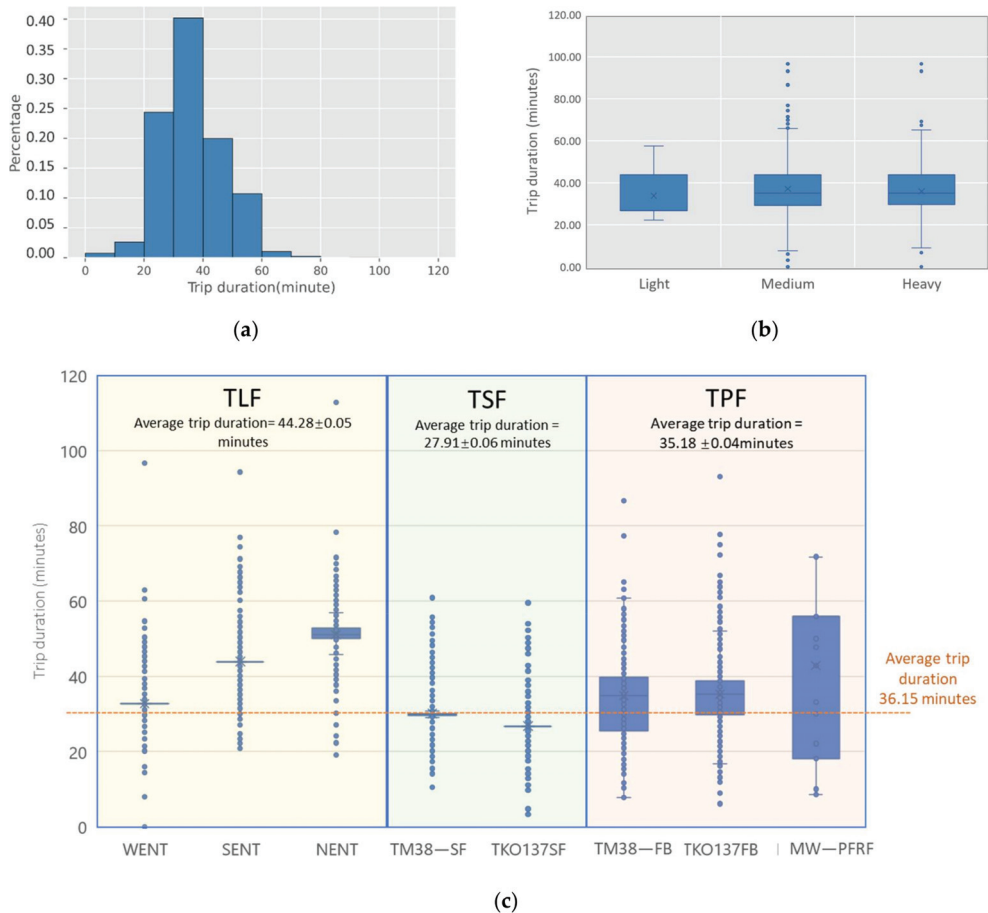 0.40
0.35
0.30
0.25
0.20
0.15
0.10
0.05
0.00
Percentage
0 20 40 60 80 100 120
Trip duration(minute)
(a)
120.00
100.00
80.00
60.00
40.00
20.00
0.00
Trip duration (minutes)
Light Medium Heavy
(b)
120
100
80
60
40
20
0
Trip duration (minutes)
TLF
Average trip duration= 44.28±0.05
minutes
TSF
Average trip duration =
27.91±0.06 minutes
TPF
Average trip duration =
35.18 ±0.04minutes
Average trip
duration
36.15 minutes
WENT SENT NENT TM38—SF TKO137SF TM38—FB TKO137FB | MW—PFRF
(c)